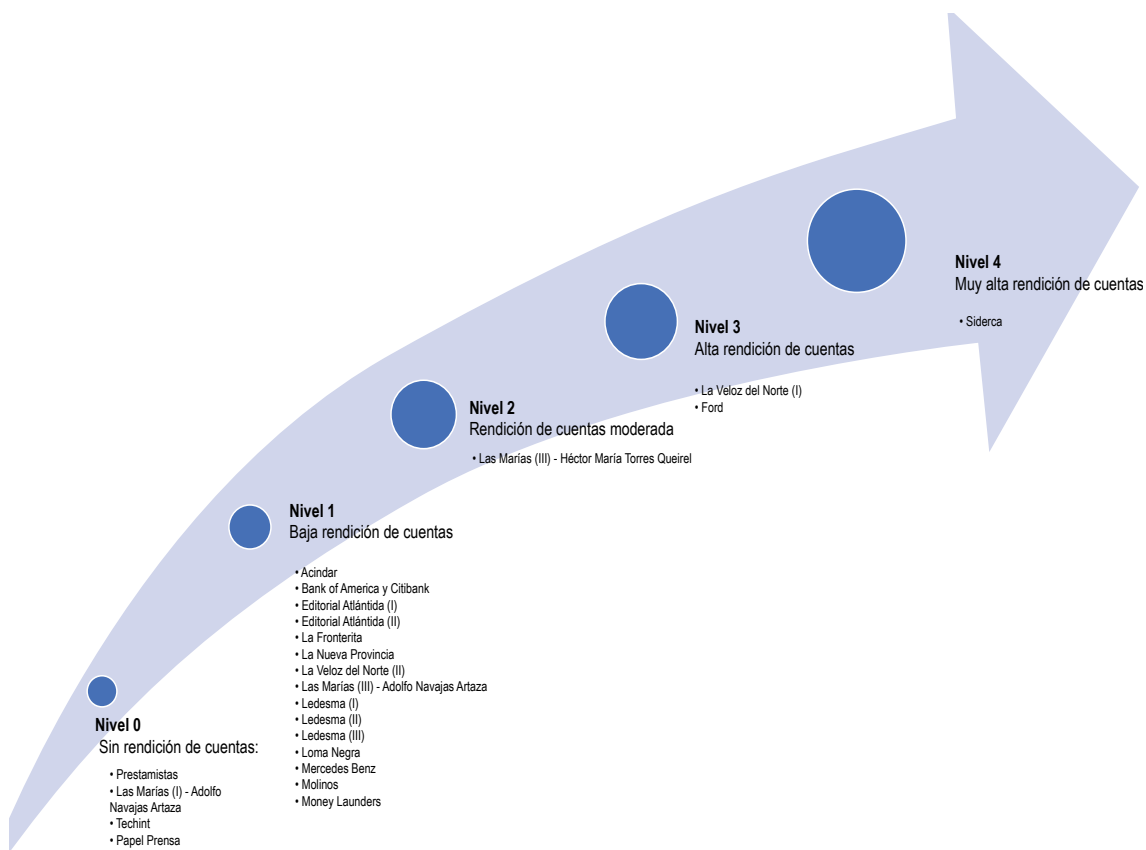 Nivel 4
Muy alta rendición de cuentas
• Siderca
Nivel 3
Alta rendición de cuentas
• La Veloz del Norte (I)
• Ford
Nivel 2
Rendición de cuentas moderada
• Las Marías (III) - Héctor María Torres Queirel
Nivel 1
Baja rendición de cuentas
• Acindar
• Bank of America y Citibank
• Editorial Atlántida (I)
• Editorial Atlántida (II)
• La Fronterita
• La Nueva Provincia
• La Veloz del Norte (II)
• Las Marías (III) - Adolfo Navajas Artaza
• Ledesma (I)
• Ledesma (II)
• Ledesma (III)
• Loma Negra
• Mercedes Benz
• Molinos
• Money Launders
Nivel 0
Sin rendición de cuentas:
• Prestamistas
• Las Marías (I) - Adolfo
Navajas Artaza
• Techint
• Papel Prensa